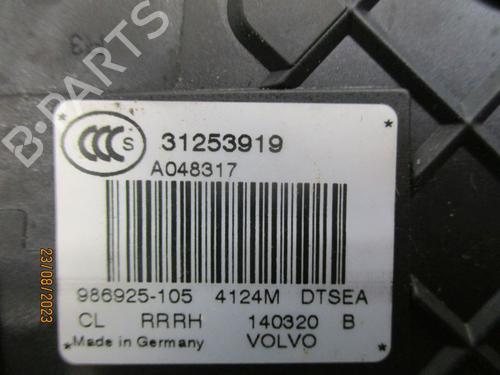 B-PARTS
CCC S
31253919
A048317
986925-105 4124M DTSEA
CL RRRH 140320 B
Made in Germany VOLVO
23/08/2023